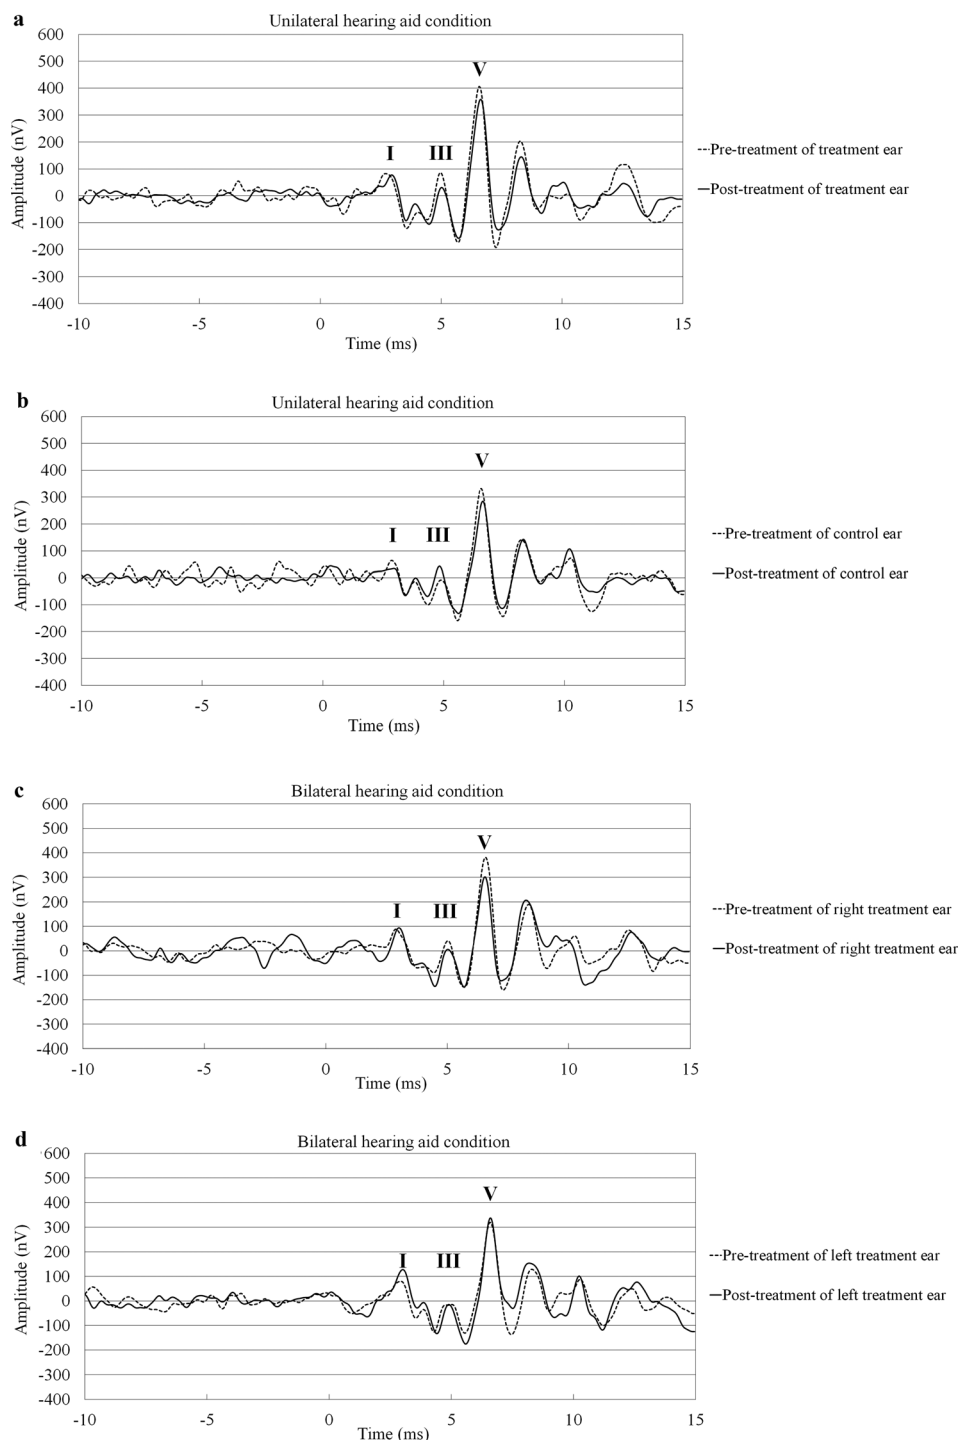 a
Unilateral hearing aid condition
600
500
400
300
200
100
0
-100
-200
-300
-400
Amplitude (nV)
V
I
III
Pre-treatment of treatment ear
Post-treatment of treatment ear
-10
-5
0
5
10
15
Time (ms)
b
Unilateral hearing aid condition
600
500
400
300
200
100
0
-100
-200
-300
-400
Amplitude (nV)
V
I
III
Pre-treatment of control ear
Post-treatment of control ear
-10
-5
0
5
10
15
Time (ms)
c
Bilateral hearing aid condition
600
500
400
300
200
100
0
-100
-200
-300
-400
Amplitude (nV)
V
I
III
Pre-treatment of right treatment ear
Post-treatment of right treatment ear
-10
-5
0
5
10
15
Time (ms)
d
Bilateral hearing aid condition
600
500
400
300
200
100
0
-100
-200
-300
-400
Amplitude (nV)
V
I
III
Pre-treatment of left treatment ear
Post-treatment of left treatment ear
-10
-5
0
5
10
15
Time (ms)